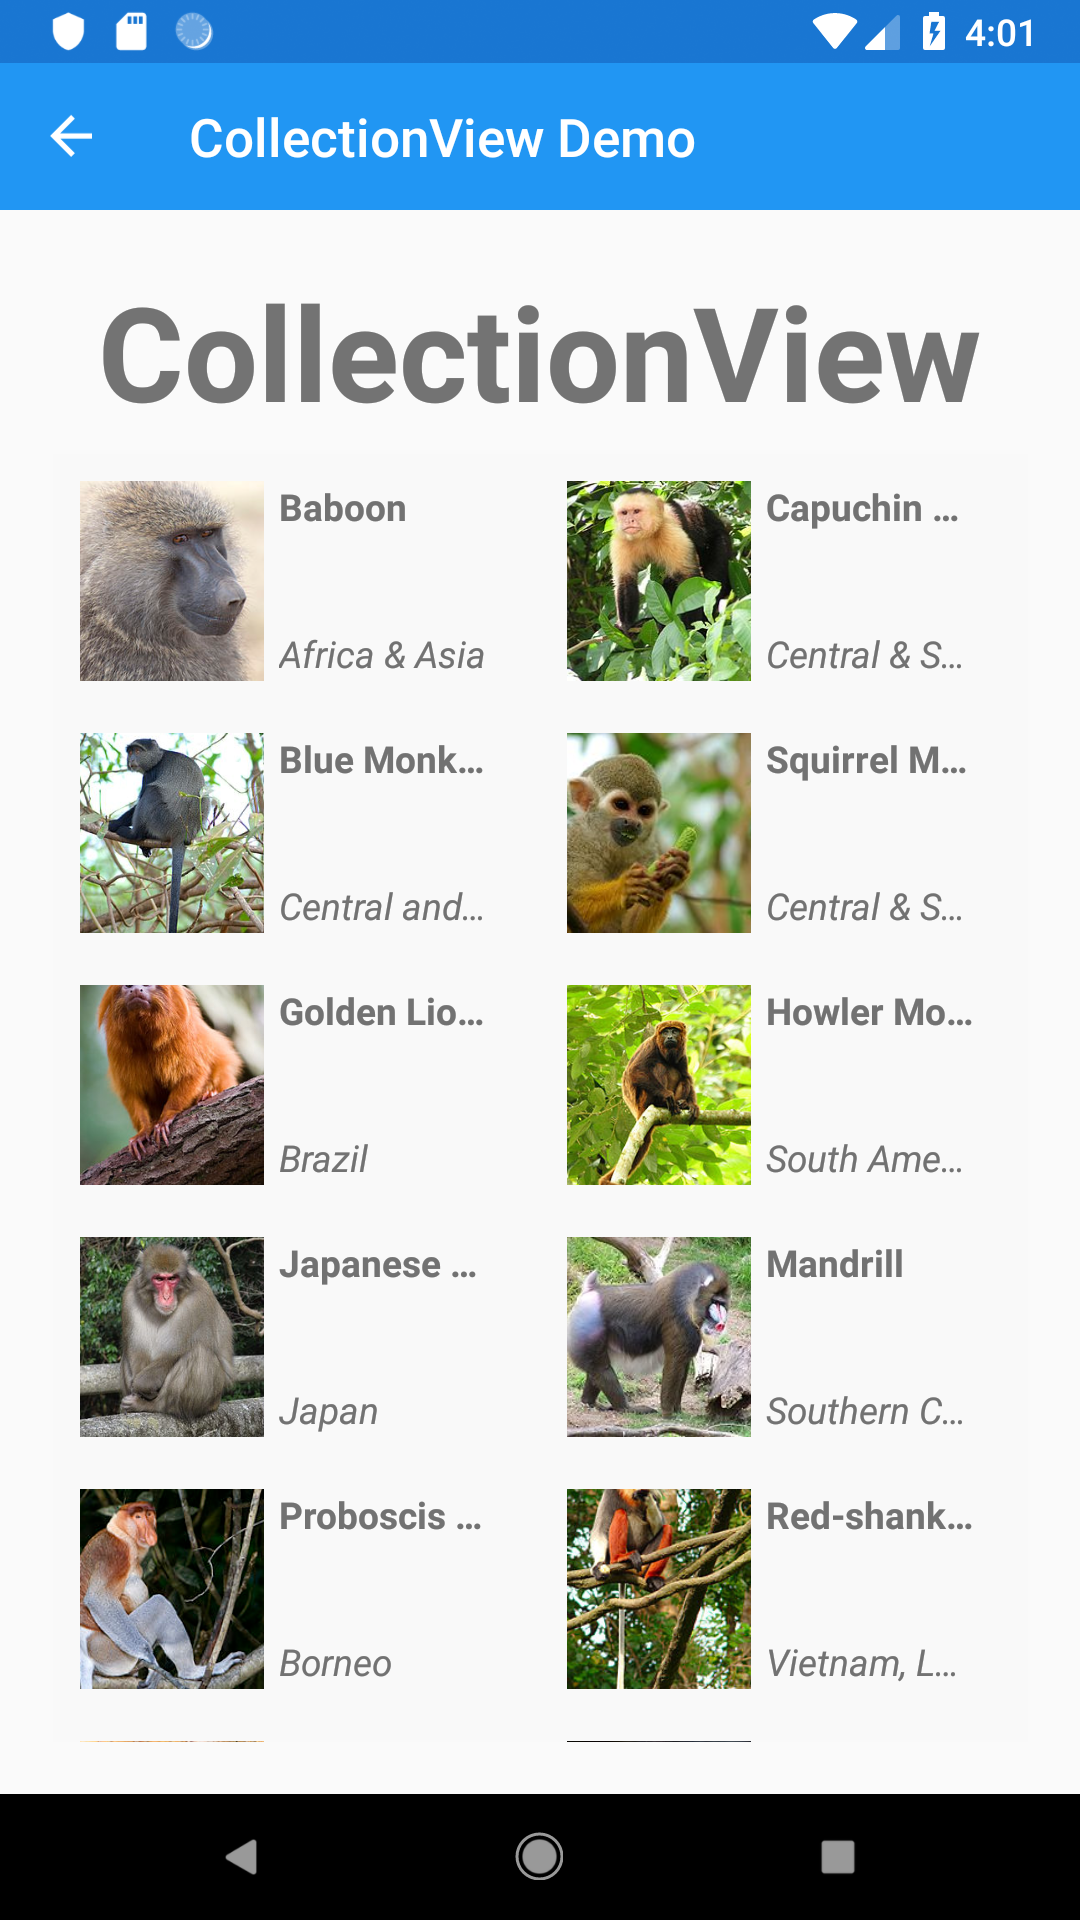 4:01
CollectionView Demo
CollectionView
Baboon
Africa & Asia
Capuchin ...
Central & S...
Blue Monk...
Central and...
Squirrel M...
Central & S...
Golden Lio...
Brazil
Howler Mo...
South Ame...
Japanese ...
Japan
Mandrill
Southern C...
Proboscis ...
Borneo
Red-shank...
Vietnam, L...